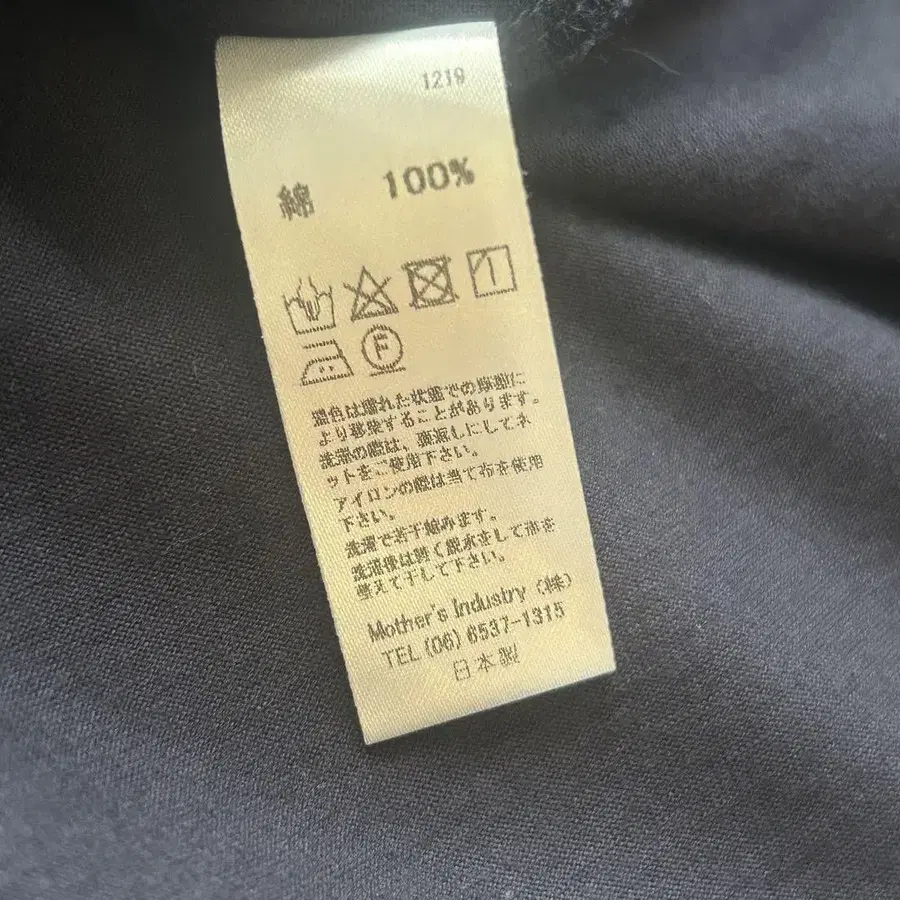 1219
綿 100%
F
濃色は濡れた状態での摩擦に
より移染することがあります。
洗濯の際は、裏返しにしてネ
ットをご使用下さい。
アイロンの際は当て布を使用
下さい。
洗濯で若干縮みます。
洗濯後は軽く脱水をして形を
整えて干して下さい。
Mother's Industry (株)
TEL (06) 6537-1315
日本製